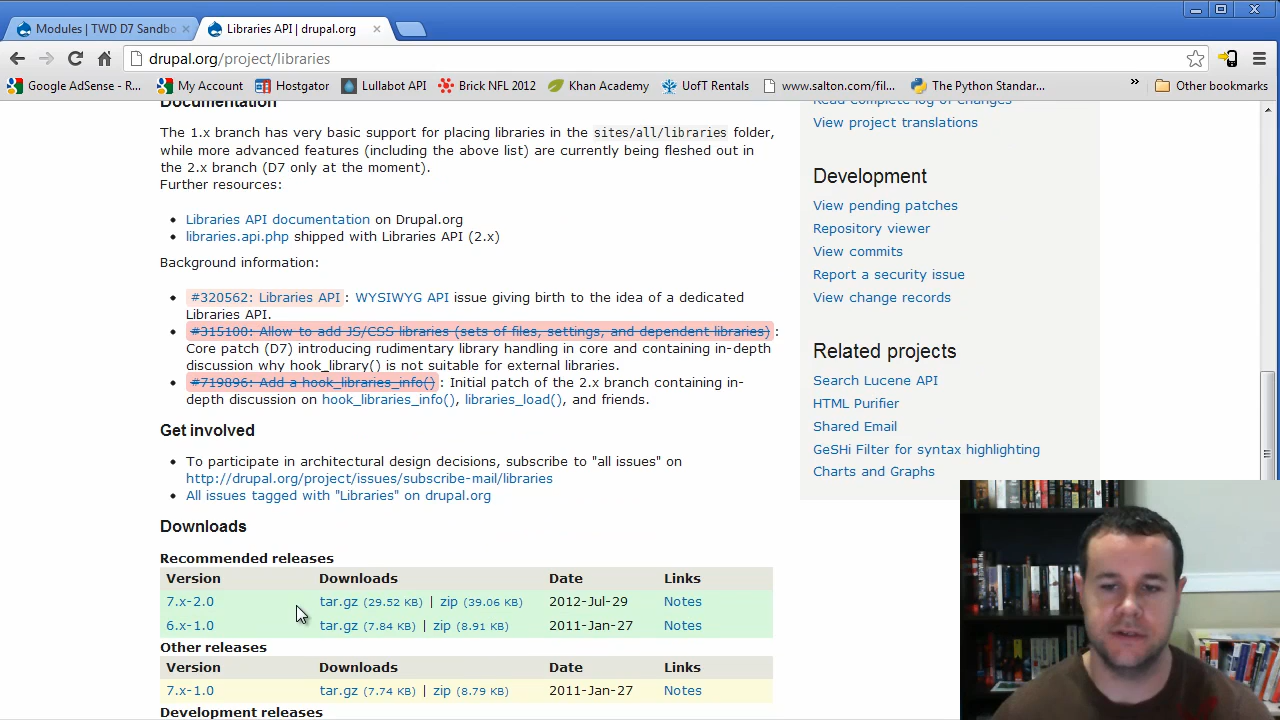 Modules | TWD D7 Sandbo
Libraries API | drupal.org
drupal.org/project/libraries
Google AdSense - R...
My Account
Hostgator
Lullabot API
Brick NFL 2012
Khan Academy
UofT Rentals
www.salton.com/fil...
The Python Standar...
Other bookmarks
Documentation
The 1.x branch has very basic support for placing libraries in the sites/all/libraries folder,
while more advanced features (including the above list) are currently being fleshed out in
the 2.x branch (D7 only at the moment).
Further resources:
• Libraries API documentation on Drupal.org
• libraries.api.php shipped with Libraries API (2.x)
Background information:
• #320562: Libraries API : WYSIWYG API issue giving birth to the idea of a dedicated
Libraries API.
• #315100: Allow to add JS/CSS libraries (sets of files, settings, and dependent libraries) :
Core patch (D7) introducing rudimentary library handling in core and containing in-depth
discussion why hook_library() is not suitable for external libraries.
• #719896: Add a hook_libraries_info() : Initial patch of the 2.x branch containing in-
depth discussion on hook_libraries_info(), libraries_load(), and friends.
Get involved
• To participate in architectural design decisions, subscribe to "all issues" on
http://drupal.org/project/issues/subscribe-mail/libraries
• All issues tagged with "Libraries" on drupal.org
Downloads
Recommended releases
Version Downloads Date Links
7.x-2.0 tar.gz (29.52 KB) | zip (39.06 KB) 2012-Jul-29 Notes
6.x-1.0 tar.gz (7.84 KB) | zip (8.91 KB) 2011-Jan-27 Notes
Other releases
Version Downloads Date Links
7.x-1.0 tar.gz (7.74 KB) | zip (8.79 KB) 2011-Jan-27 Notes
Development releases
Read complete log of changes
View project translations
Development
View pending patches
Repository viewer
View commits
Report a security issue
View change records
Related projects
Search Lucene API
HTML Purifier
Shared Email
GeSHi Filter for syntax highlighting
Charts and Graphs